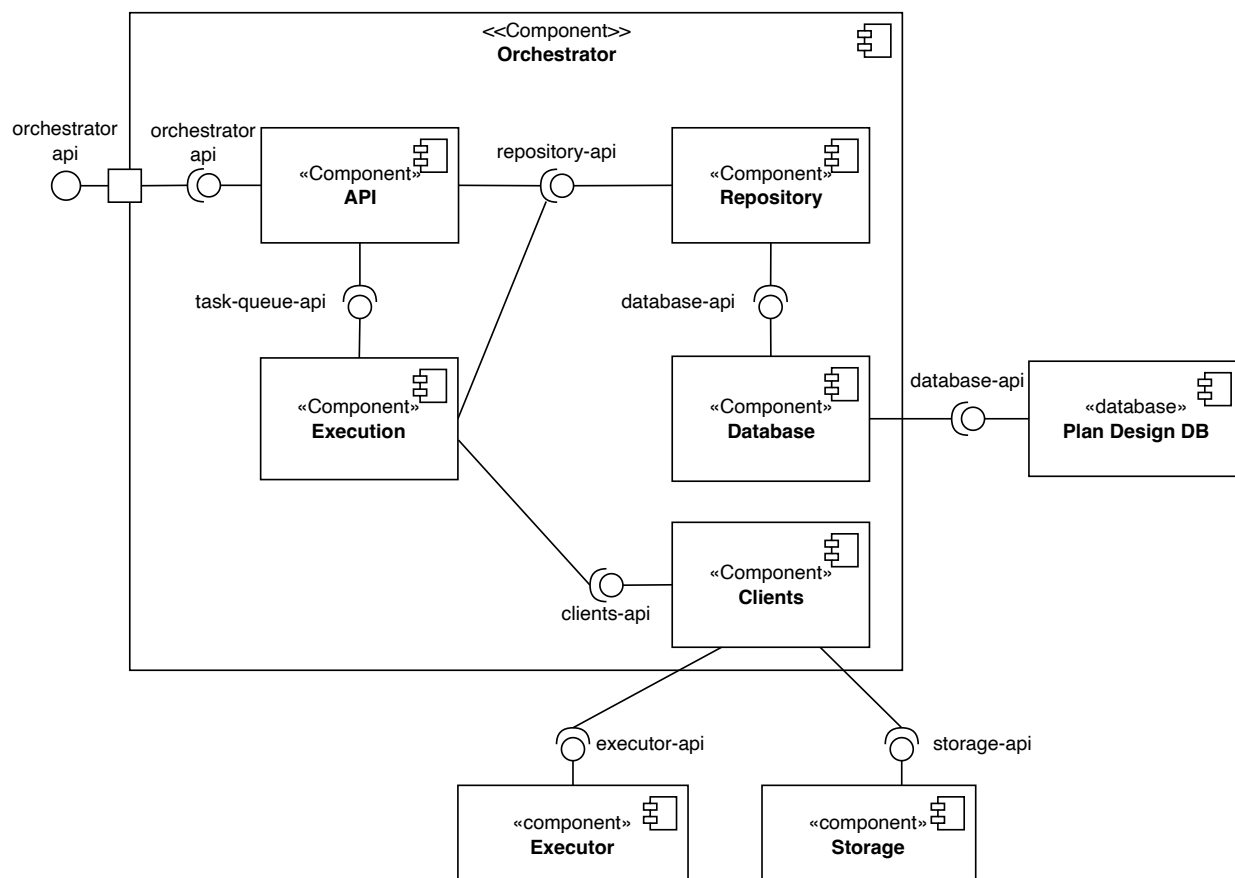 <<Component>>
Orchestrator
orchestrator
api
orchestrator
api
«Component»
API
repository-api
«Component»
Repository
task-queue-api
database-api
«Component»
Execution
«Component»
Database
database-api
«database»
Plan Design DB
«Component»
Clients
clients-api
executor-api
storage-api
«component»
Executor
«component»
Storage